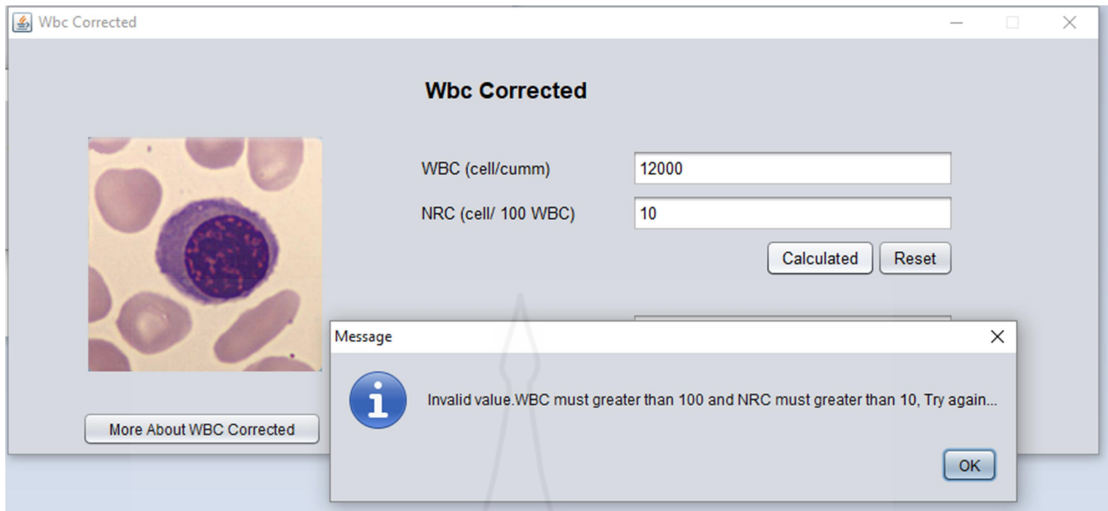 Wbc Corrected
Wbc Corrected
WBC (cell/cumm) 12000
NRC (cell/ 100 WBC) 10
Calculated Reset
Message
Invalid value.WBC must greater than 100 and NRC must greater than 10, Try again...
More About WBC Corrected
OK